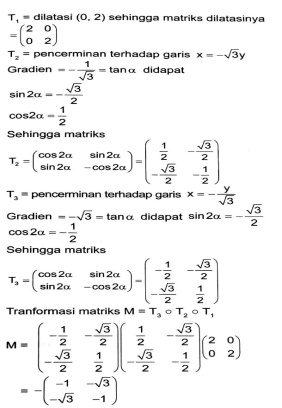 T₁ = dilatasi (0, 2) sehingga matriks dilatasinya
= (2 0; 0 2)
T₂ = pencerminan terhadap garis x = −√3y
Gradien = −1/√3 = tan α didapat
sin 2α = −√3/2
cos2α = 1/2
Sehingga matriks
T₂ = (cos 2α sin 2α; sin 2α −cos 2α) = (1/2 −√3/2; −√3/2 −1/2)
T₃ = pencerminan terhadap garis x = −y/√3
Gradien = −√3 = tan α didapat sin 2α = −√3/2
cos 2α = −1/2
Sehingga matriks
T₃ = (cos 2α sin 2α; sin 2α −cos 2α) = (−1/2 −√3/2; −√3/2 1/2)
Tranformasi matriks M = T₃ ○ T₂ ○ T₁
M = (−1/2 −√3/2; −√3/2 1/2) (1/2 −√3/2; −√3/2 −1/2) (2 0; 0 2)
= −(−1 −√3; −√3 −1)